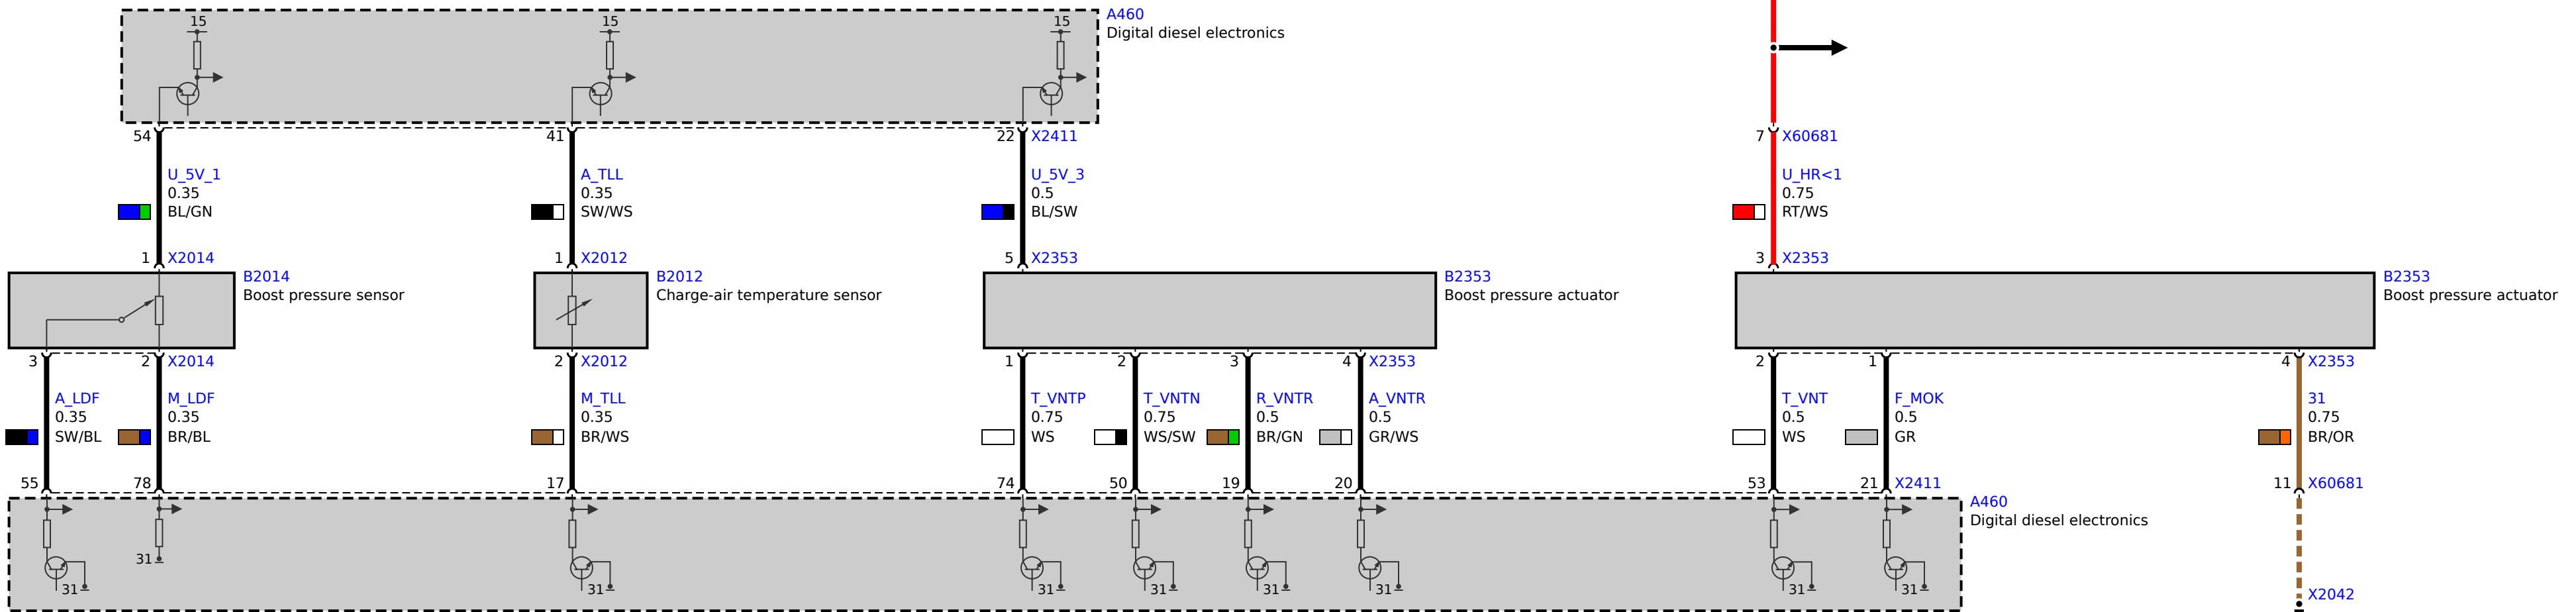 15 15 15 A460
Digital diesel electronics
54 41 22 X2411 7 X60681
U_5V_1 A_TLL U_5V_3 U_HR<1
0.35 0.35 0.5 0.75
BL/GN SW/WS BL/SW RT/WS
1 X2014 1 X2012 5 X2353 3 X2353
B2014 B2012 B2353 B2353
Boost pressure sensor Charge-air temperature sensor Boost pressure actuator Boost pressure actuator
3 2 X2014 2 X2012 1 2 3 4 X2353 2 1 4 X2353
A_LDF M_LDF M_TLL T_VNTP T_VNTN R_VNTR A_VNTR T_VNT F_MOK 31
0.35 0.35 0.35 0.75 0.75 0.5 0.5 0.5 0.5 0.75
SW/BL BR/BL BR/WS WS WS/SW BR/GN GR/WS WS GR BR/OR
55 78 17 74 50 19 20 53 21 X2411 11 X60681
A460
Digital diesel electronics
31
31 31 31 31 31 31 31 31 X2042